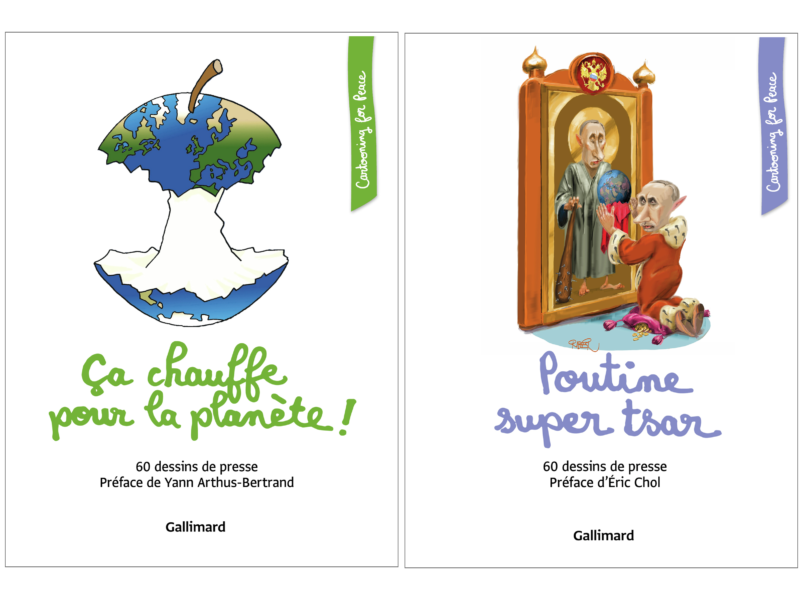 Cartooning for Peace
Ça chauffe
pour la planète !
60 dessins de presse
Préface de Yann Arthus-Bertrand
Gallimard
Cartooning for Peace
Poutine
super tsar
60 dessins de presse
Préface d'Éric Chol
Gallimard